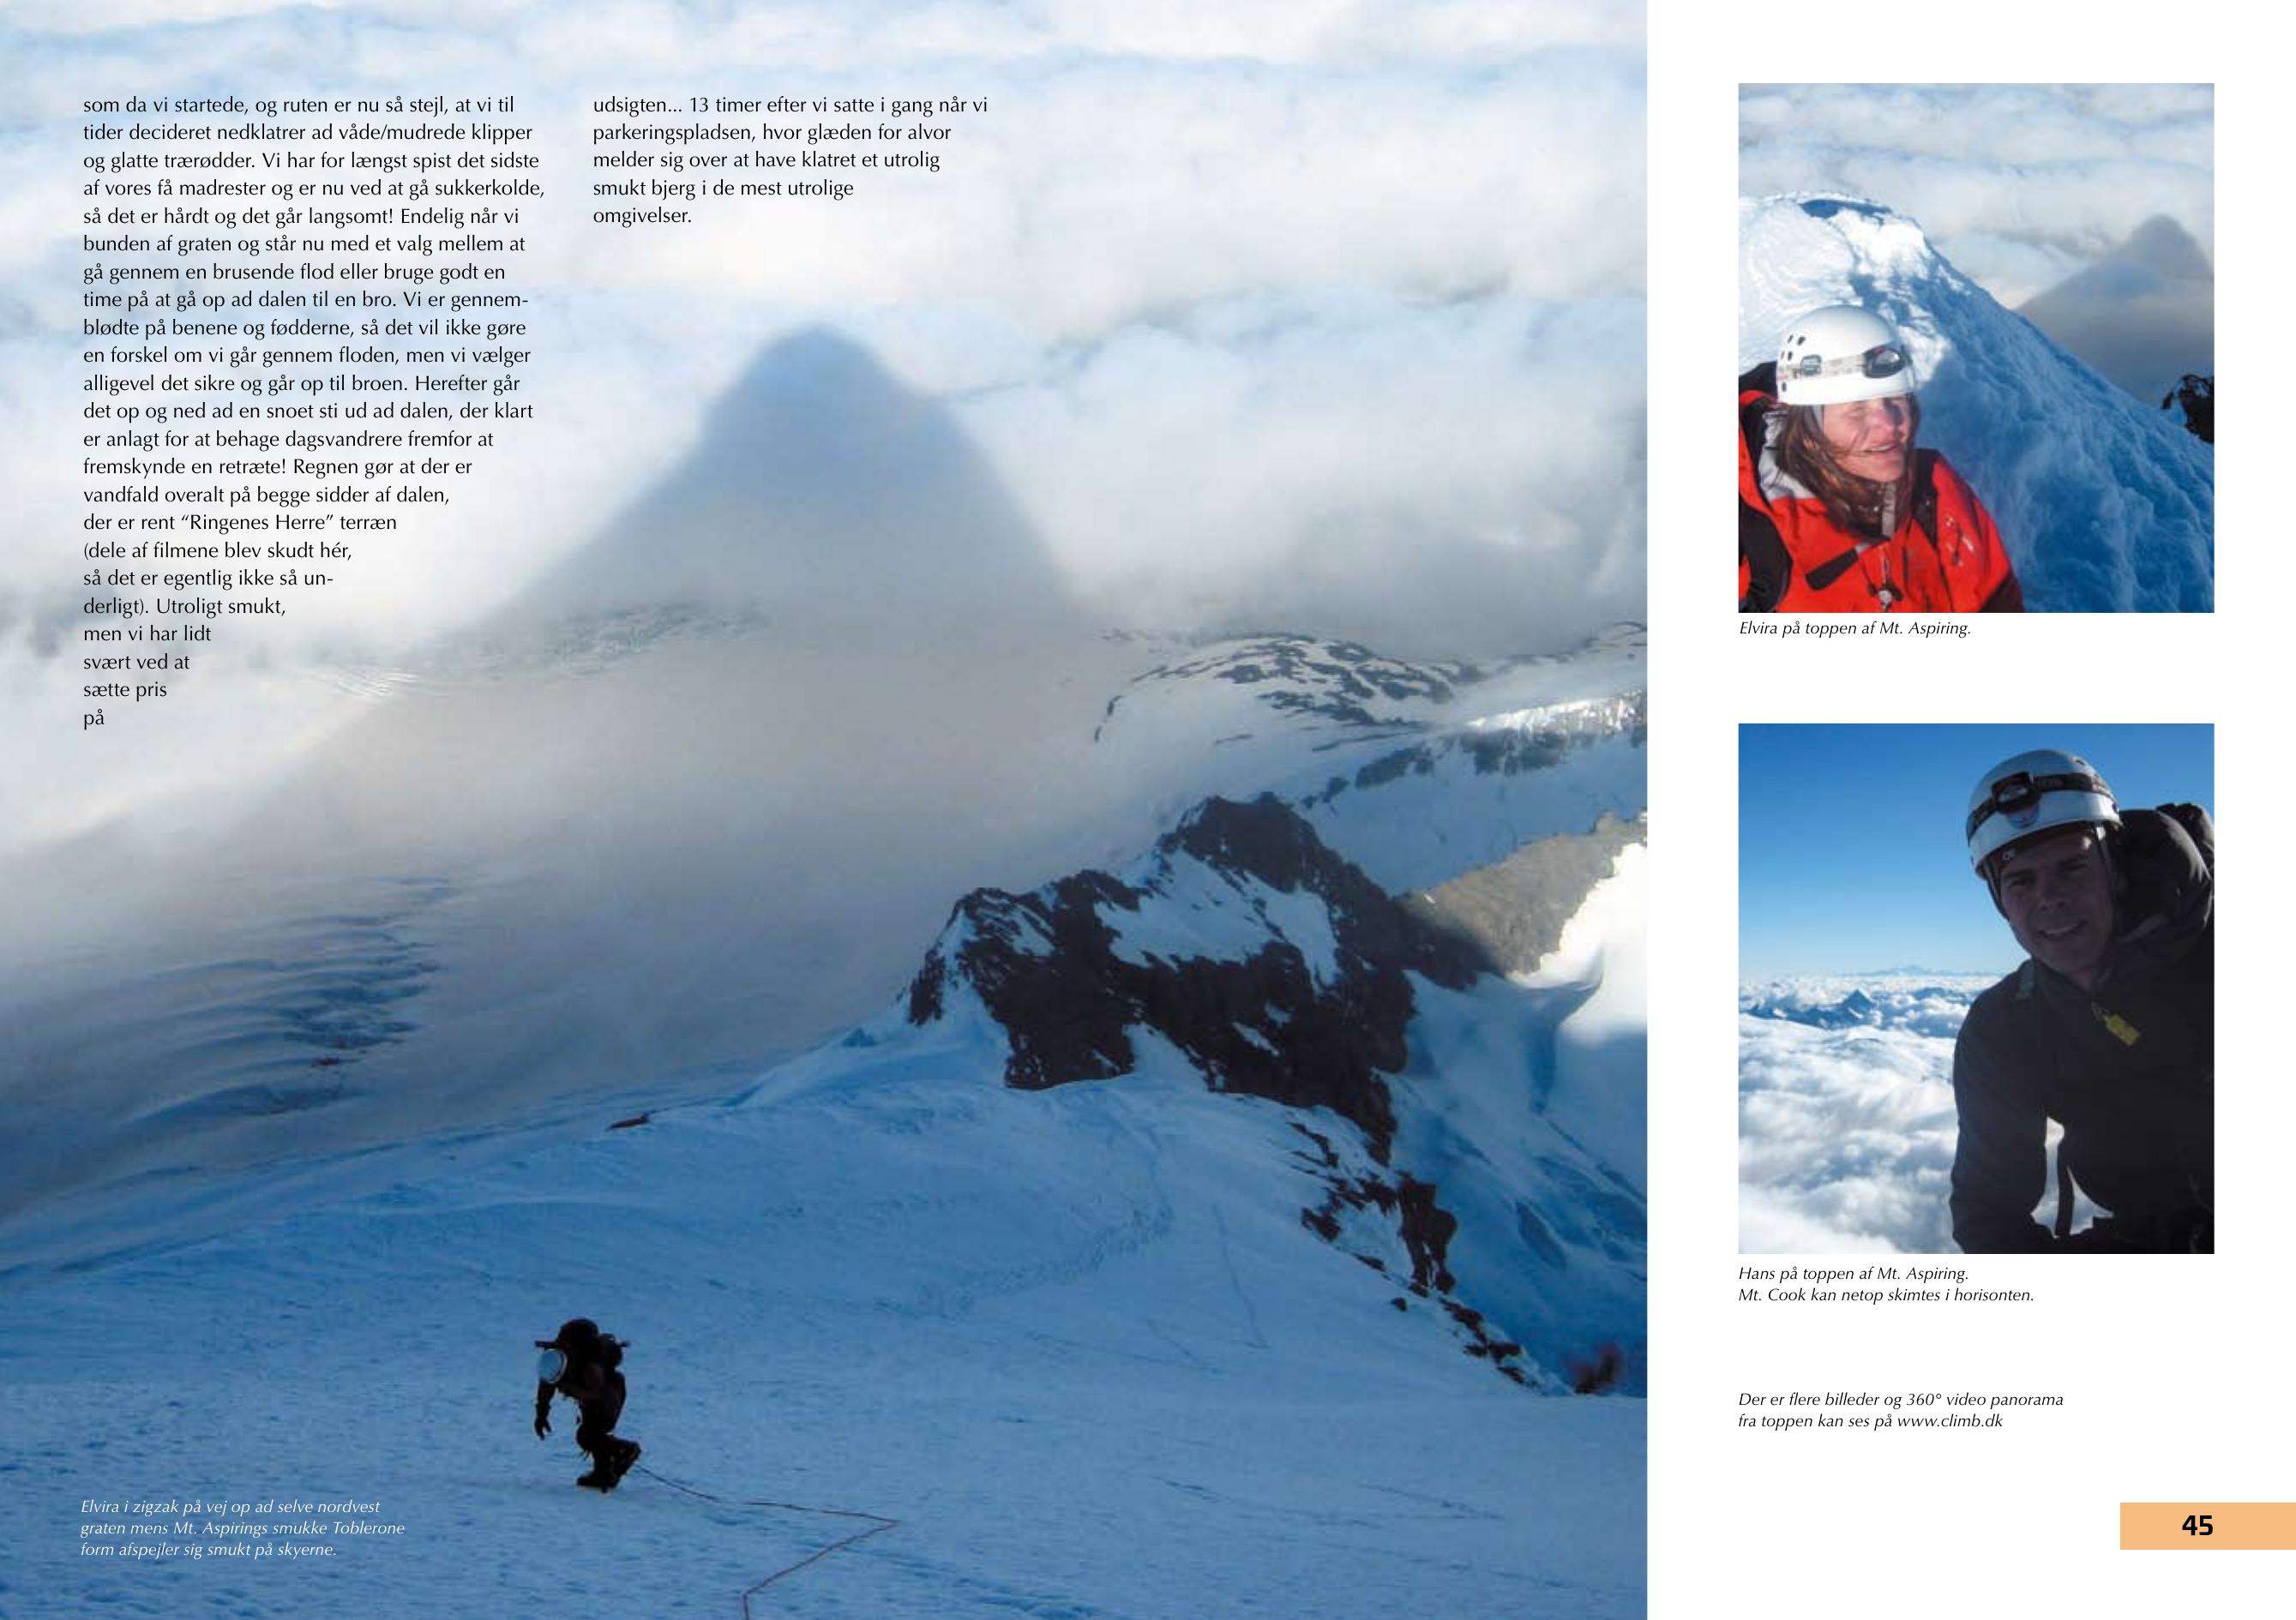 som da vi startede, og ruten er nu så stejl, at vi til
tider decideret nedklatrer ad våde/mudrede klipper
og glatte trærødder. Vi har for længst spist det sidste
af vores få madrester og er nu ved at gå sukkerkolde,
så det er hårdt og det går langsomt! Endelig når vi
bunden af graten og står nu med et valg mellem at
gå gennem en brusende flod eller bruge godt en
time på at gå op ad dalen til en bro. Vi er gennem-
blødte på benene og fødderne, så det vil ikke gøre
en forskel om vi går gennem floden, men vi vælger
alligevel det sikre og går op til broen. Herefter går
det op og ned ad en snoet sti ud ad dalen, der klart
er anlagt for at behage dagsvandrere fremfor at
fremskynde en retræte! Regnen gør at der er
vandfald overalt på begge sidder af dalen,
der er rent “Ringenes Herre” terræn
(dele af filmene blev skudt hér,
så det er egentlig ikke så un-
derligt). Utroligt smukt,
men vi har lidt
svært ved at
sætte pris
på
udsigten... 13 timer efter vi satte i gang når vi
parkeringspladsen, hvor glæden for alvor
melder sig over at have klatret et utrolig
smukt bjerg i de mest utrolige
omgivelser.
Elvira i zigzak på vej op ad selve nordvest
graten mens Mt. Aspirings smukke Toblerone
form afspejler sig smukt på skyerne.
Elvira på toppen af Mt. Aspiring.
Hans på toppen af Mt. Aspiring.
Mt. Cook kan netop skimtes i horisonten.
Der er flere billeder og 360° video panorama
fra toppen kan ses på www.climb.dk
45